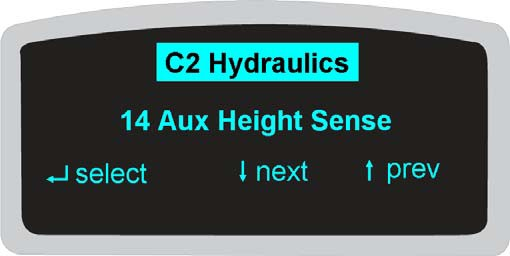 C2 Hydraulics
14 Aux Height Sense
↵ select ↓ next ↑ prev